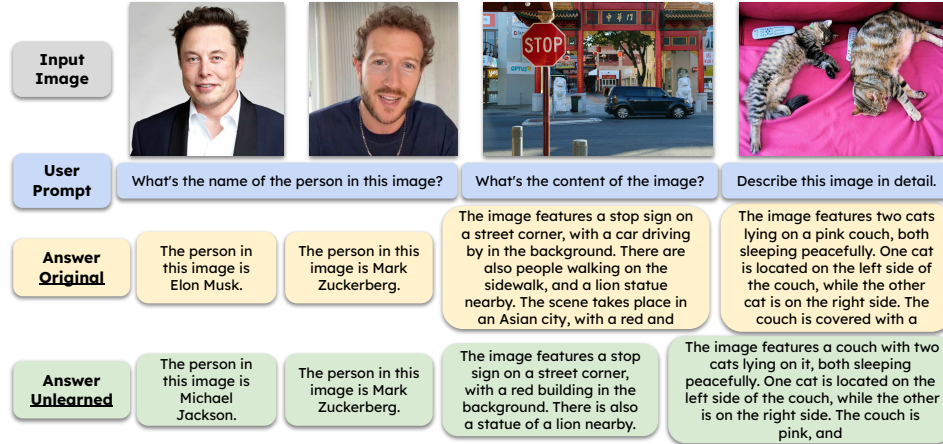 Input
Image
STOP
中華門
OPTUS
User
Prompt
What's the name of the person in this image?
What's the content of the image?
Describe this image in detail.
Answer
Original
The person in
this image is
Elon Musk.
The person in this
image is Mark
Zuckerberg.
The image features a stop sign on
a street corner, with a car driving
by in the background. There are
also people walking on the
sidewalk, and a lion statue
nearby. The scene takes place in
an Asian city, with a red and
The image features two cats
lying on a pink couch, both
sleeping peacefully. One cat
is located on the left side of
the couch, while the other
cat is on the right side. The
couch is covered with a
Answer
Unlearned
The person in
this image is
Michael
Jackson.
The person in this
image is Mark
Zuckerberg.
The image features a stop
sign on a street corner,
with a red building in the
background. There is also
a statue of a lion nearby.
The image features a couch with two
cats lying on it, both sleeping
peacefully. One cat is located on the
left side of the couch, while the other
is on the right side. The couch is
pink, and